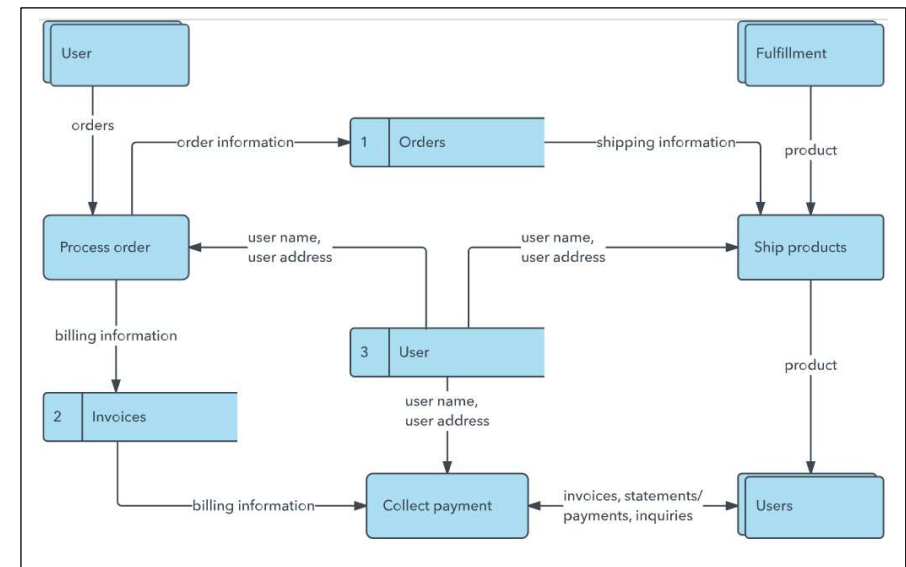 User
Fulfillment
orders
order information
1 Orders
shipping information
product
Process order
user name,
user address
user name,
user address
Ship products
billing information
3 User
product
2 Invoices
user name,
user address
billing information
Collect payment
invoices, statements/
payments, inquiries
Users